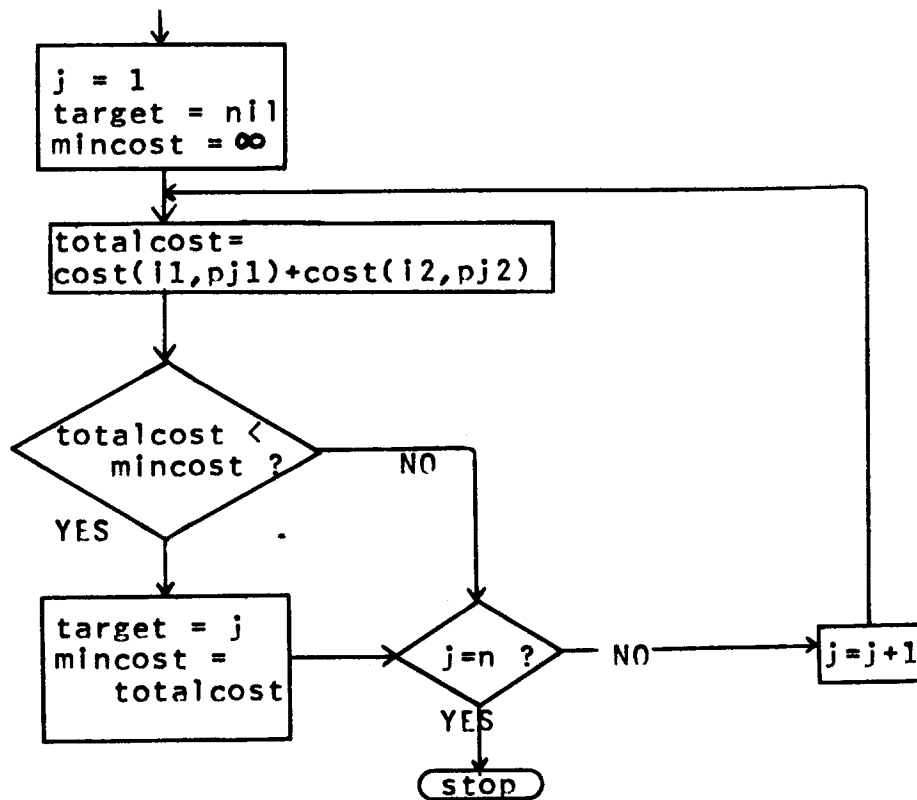 j = 1
target = nil
mincost = ∞
totalcost=
cost(i1,pj1)+cost(i2,pj2)
totalcost <
mincost ?
NO
YES
target = j
mincost =
totalcost
j=n ?
NO
j=j+1
YES
stop